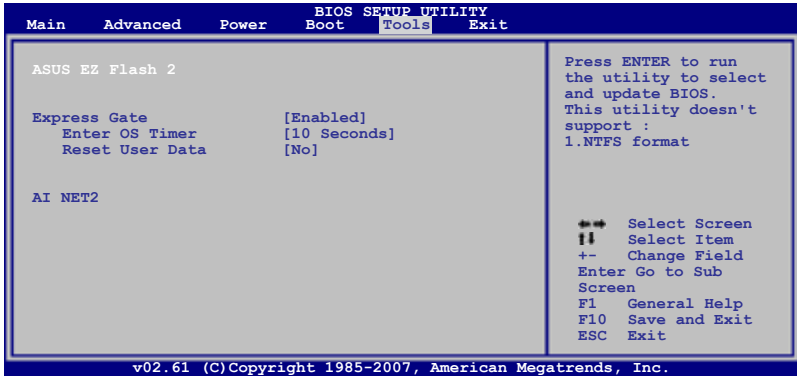 BIOS SETUP UTILITY
Main Advanced Power Boot Tools Exit
ASUS EZ Flash 2
Express Gate [Enabled]
Enter OS Timer [10 Seconds]
Reset User Data [No]
AI NET2
Press ENTER to run
the utility to select
and update BIOS.
This utility doesn't
support :
1.NTFS format
Select Screen
Select Item
+- Change Field
Enter Go to Sub
Screen
F1 General Help
F10 Save and Exit
ESC Exit
v02.61 (C)Copyright 1985-2007, American Megatrends, Inc.